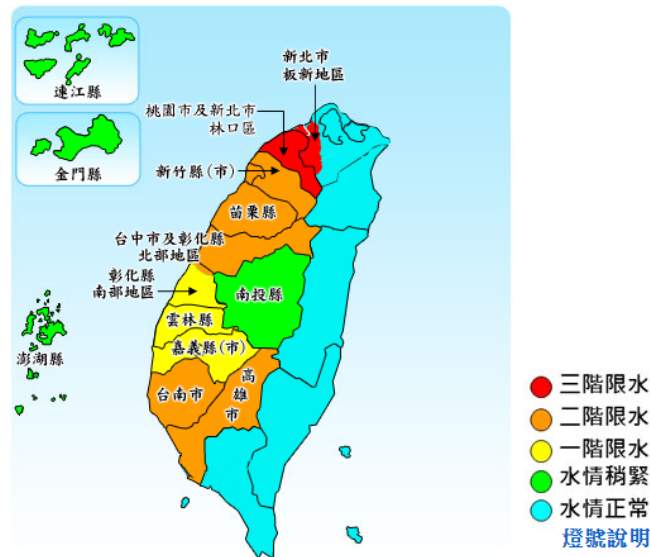 連江縣
金門縣
新北市
板新地區
桃園市及新北市
林口區
新竹縣(市)
苗栗縣
台中市及彰化縣
北部地區
彰化縣
南部地區
南投縣
雲林縣
嘉義縣(市)
澎湖縣
台南市
高雄市
三階限水
二階限水
一階限水
水情稍緊
水情正常
燈號說明